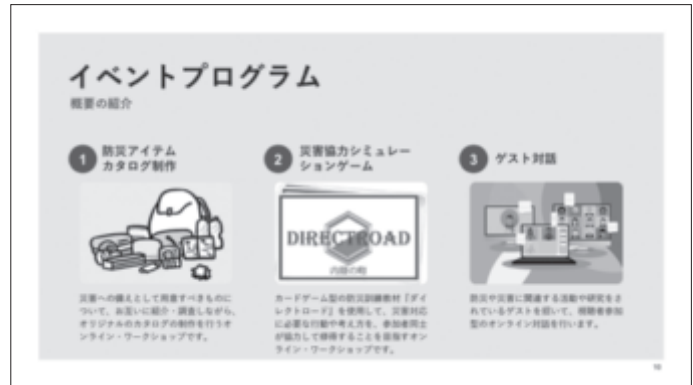 イベントプログラム
概要の紹介
1
防災アイテム
カタログ制作
災害への備えとして用意すべきものに
ついて、お互いに紹介・調査しながら、
オリジナルのカタログの制作を行うオ
ンライン・ワークショップです。
2
災害協力シミュレー
ションゲーム
DIRECTROAD
カードゲーム型の防災訓練教材「ダイ
レクトロード」を使用して、災害対応
に必要な行動や考え方を、参加者同士
が協力して修得することを目指すオン
ライン・ワークショップです。
3
ゲスト対話
防災や災害に関連する活動や研究をさ
れているゲストを招いて、視聴者参加
型のオンライン対話を行います。
10